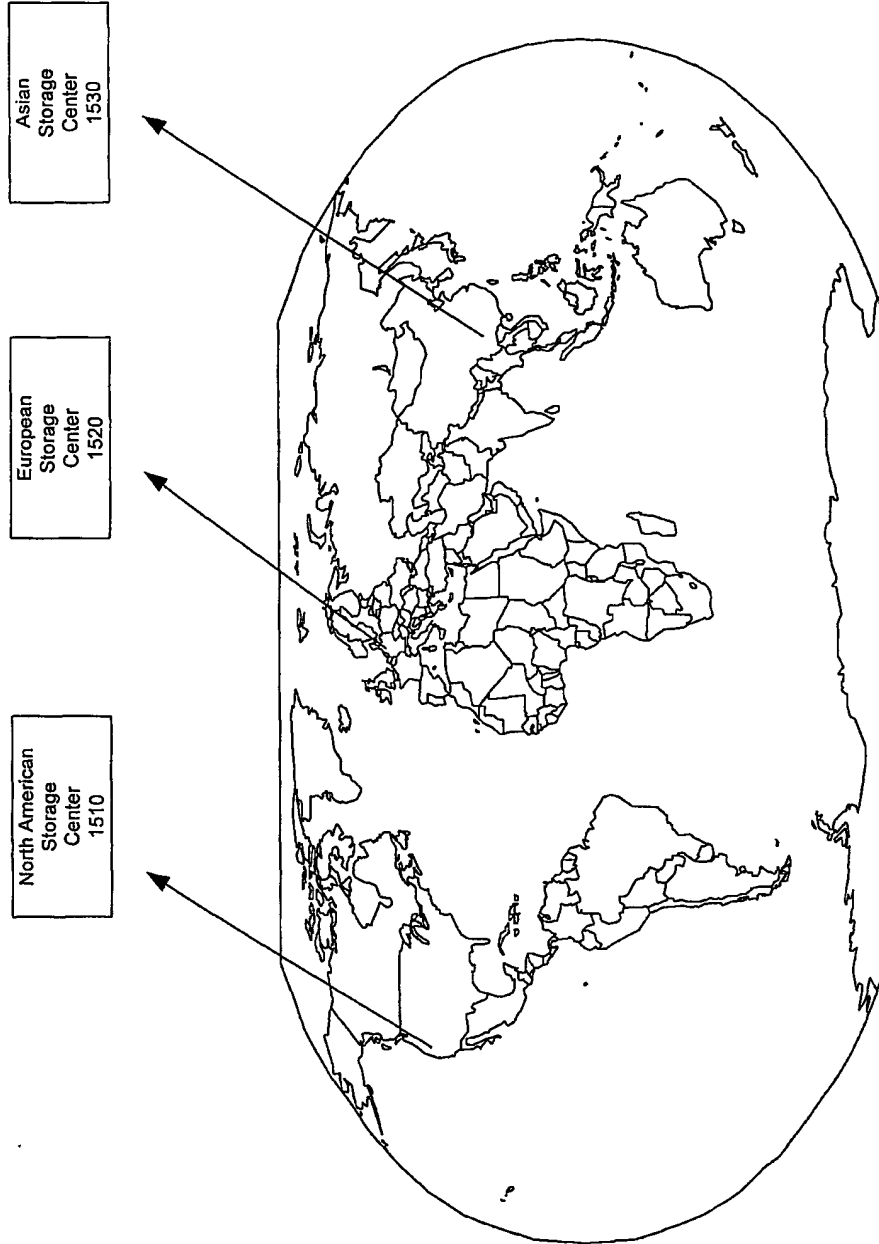 North American
Storage
Center
1510
European
Storage
Center
1520
Asian
Storage
Center
1530